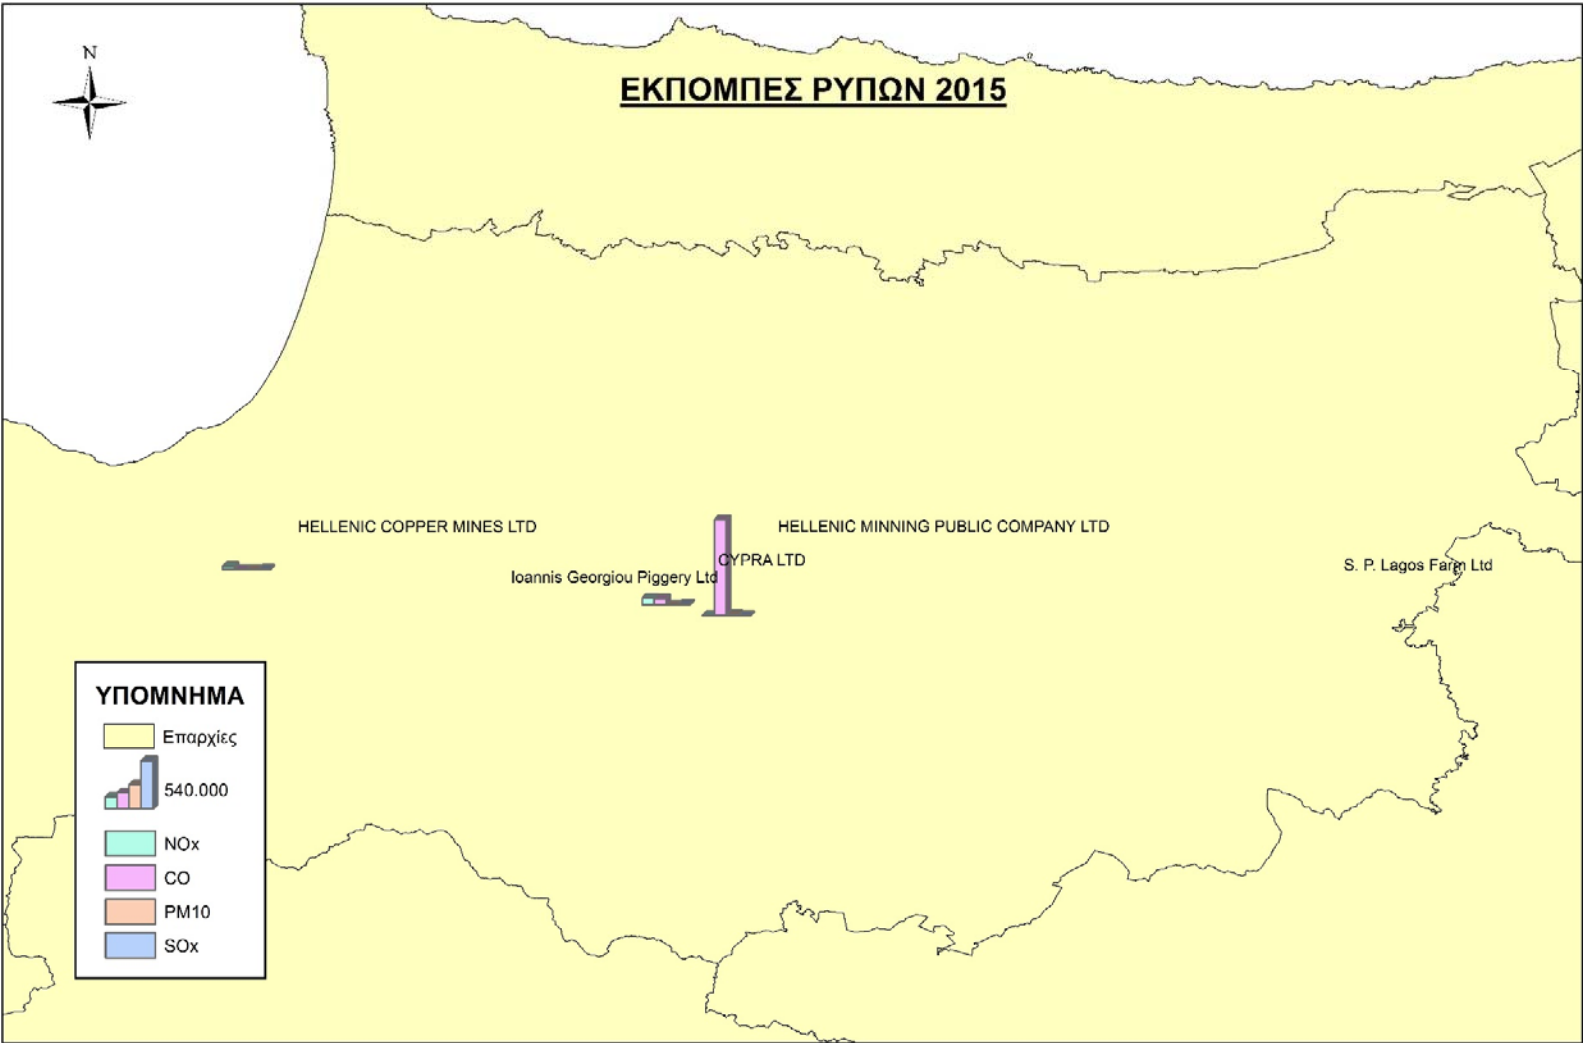 N
ΕΚΠΟΜΠΕΣ ΡΥΠΩΝ 2015
HELLENIC COPPER MINES LTD
HELLENIC MINNING PUBLIC COMPANY LTD
CYPRA LTD
Ioannis Georgiou Piggery Ltd
S. P. Lagos Farm Ltd
ΥΠΟΜΝΗΜΑ
Επαρχίες
540.000
NOx
CO
PM10
SOx